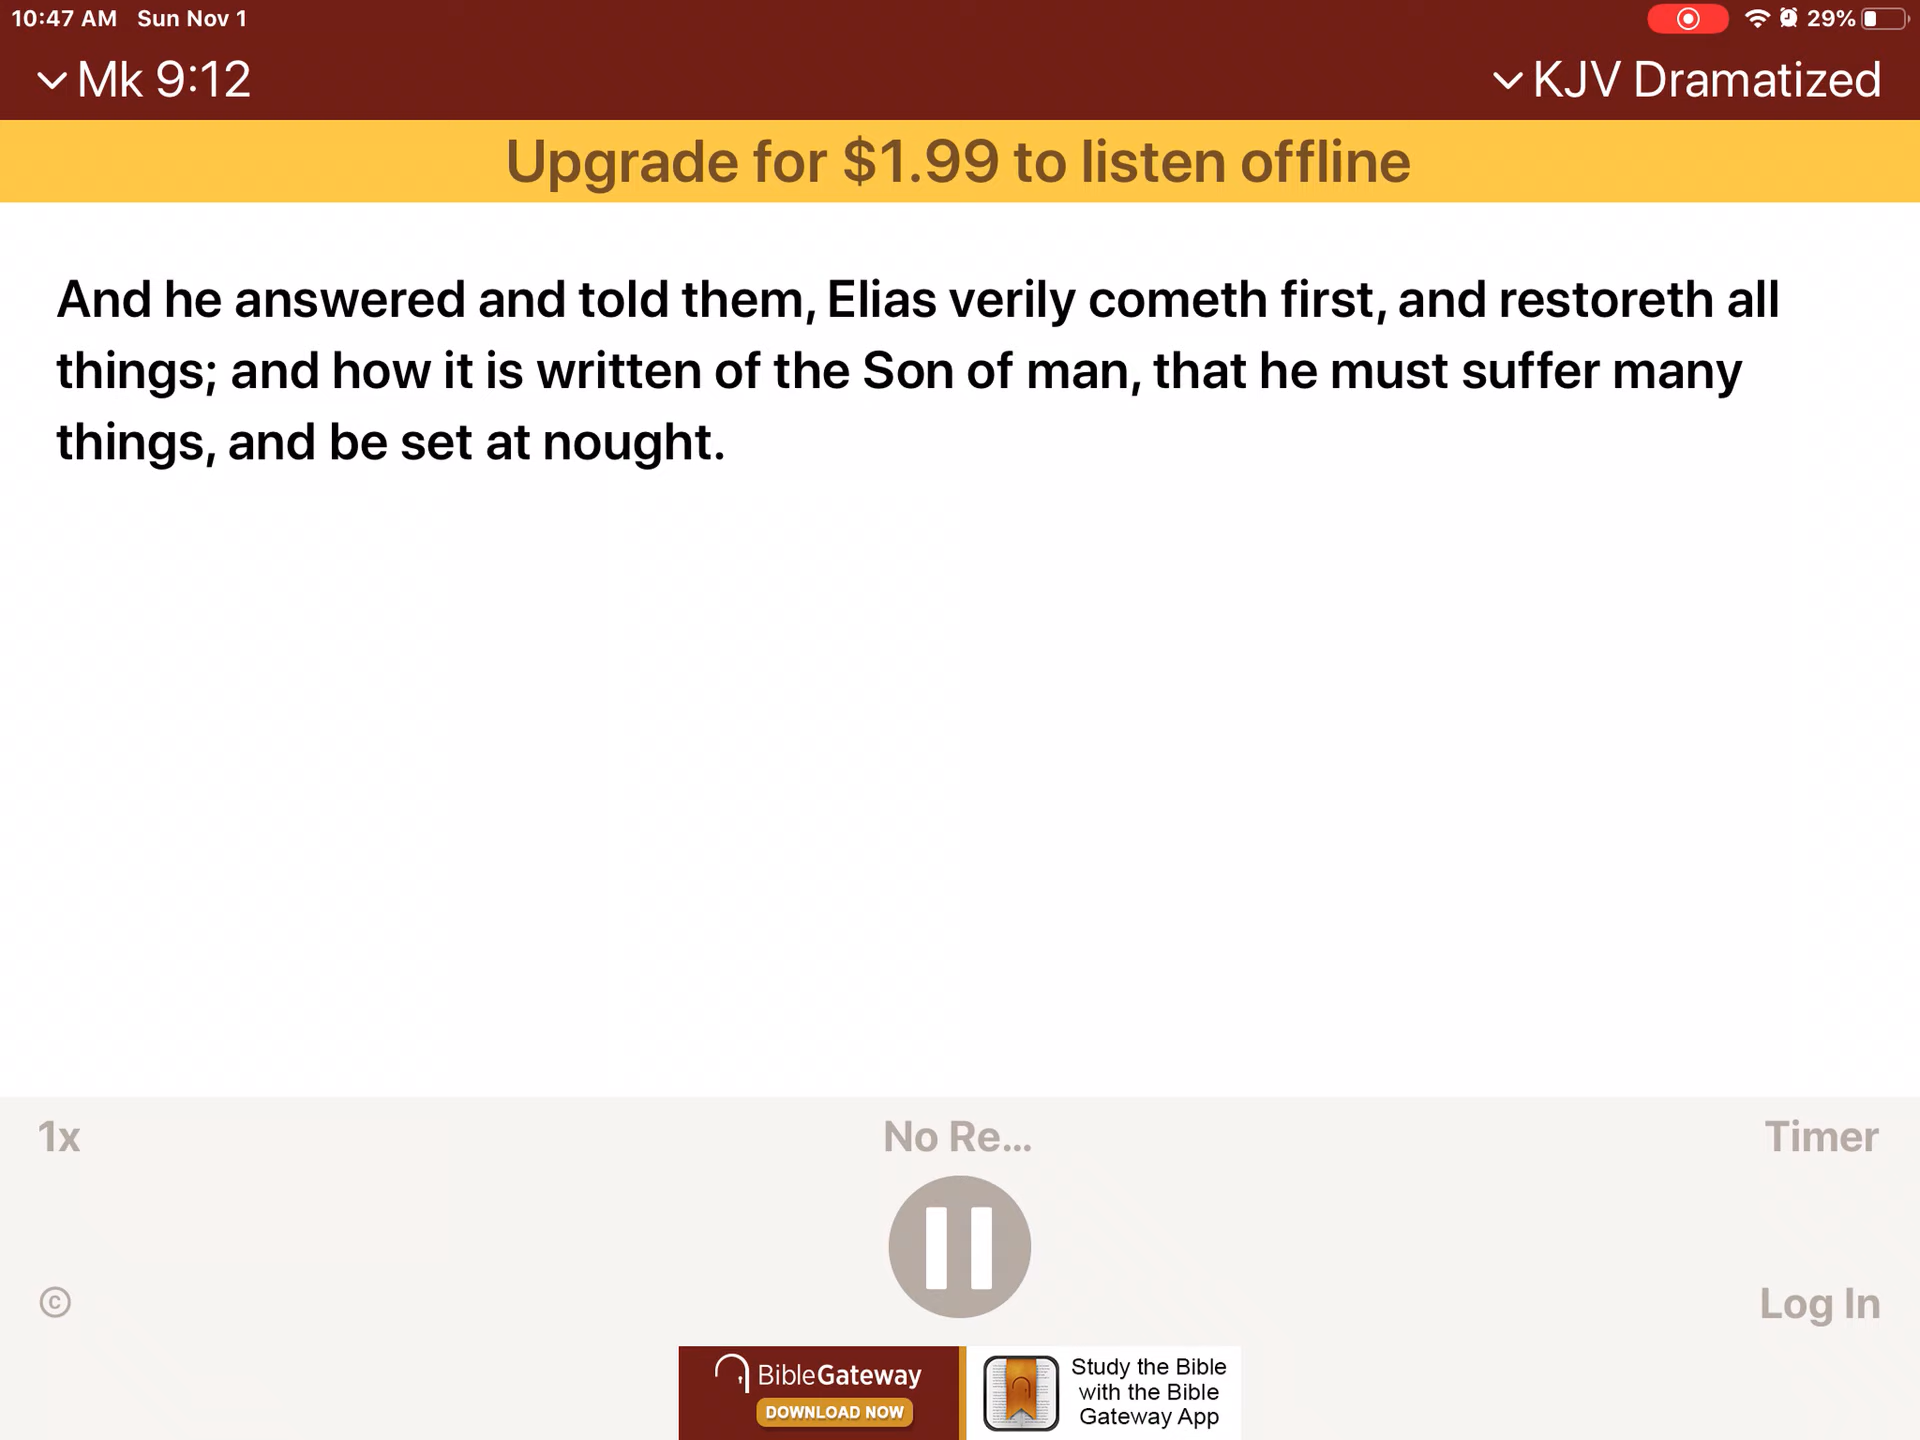 10:47 AM Sun Nov 1
29%
Mk 9:12
KJV Dramatized
Upgrade for $1.99 to listen offline
And he answered and told them, Elias verily cometh first, and restoreth all
things; and how it is written of the Son of man, that he must suffer many
things, and be set at nought.
1x
No Re...
Timer
©
Log In
BibleGateway
DOWNLOAD NOW
Study the Bible
with the Bible
Gateway App